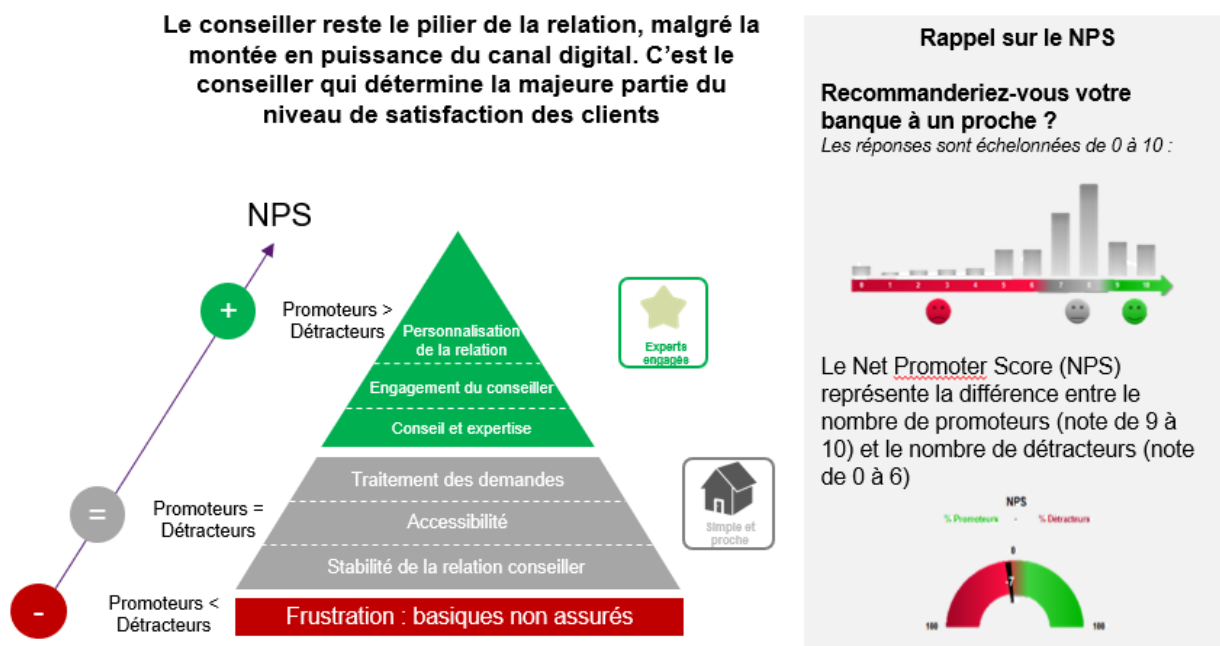 Le conseiller reste le pilier de la relation, malgré la
montée en puissance du canal digital. C’est le
conseiller qui détermine la majeure partie du
niveau de satisfaction des clients
NPS
+
Promoteurs >
Détracteurs
Personnalisation
de la relation
Engagement du conseiller
Conseil et expertise
Experts
engagés
=
Promoteurs =
Détracteurs
Traitement des demandes
Accessibilité
Stabilité de la relation conseiller
Simple et
proche
-
Promoteurs <
Détracteurs
Frustration : basiques non assurés
Rappel sur le NPS
Recommanderiez-vous votre
banque à un proche ?
Les réponses sont échelonnées de 0 à 10 :
0 1 2 3 4 5 6 7 8 9 10
Le Net Promoter Score (NPS)
représente la différence entre le
nombre de promoteurs (note de 9 à
10) et le nombre de détracteurs (note
de 0 à 6)
NPS
% Promoteurs - % Détracteurs
0
-7
100 100